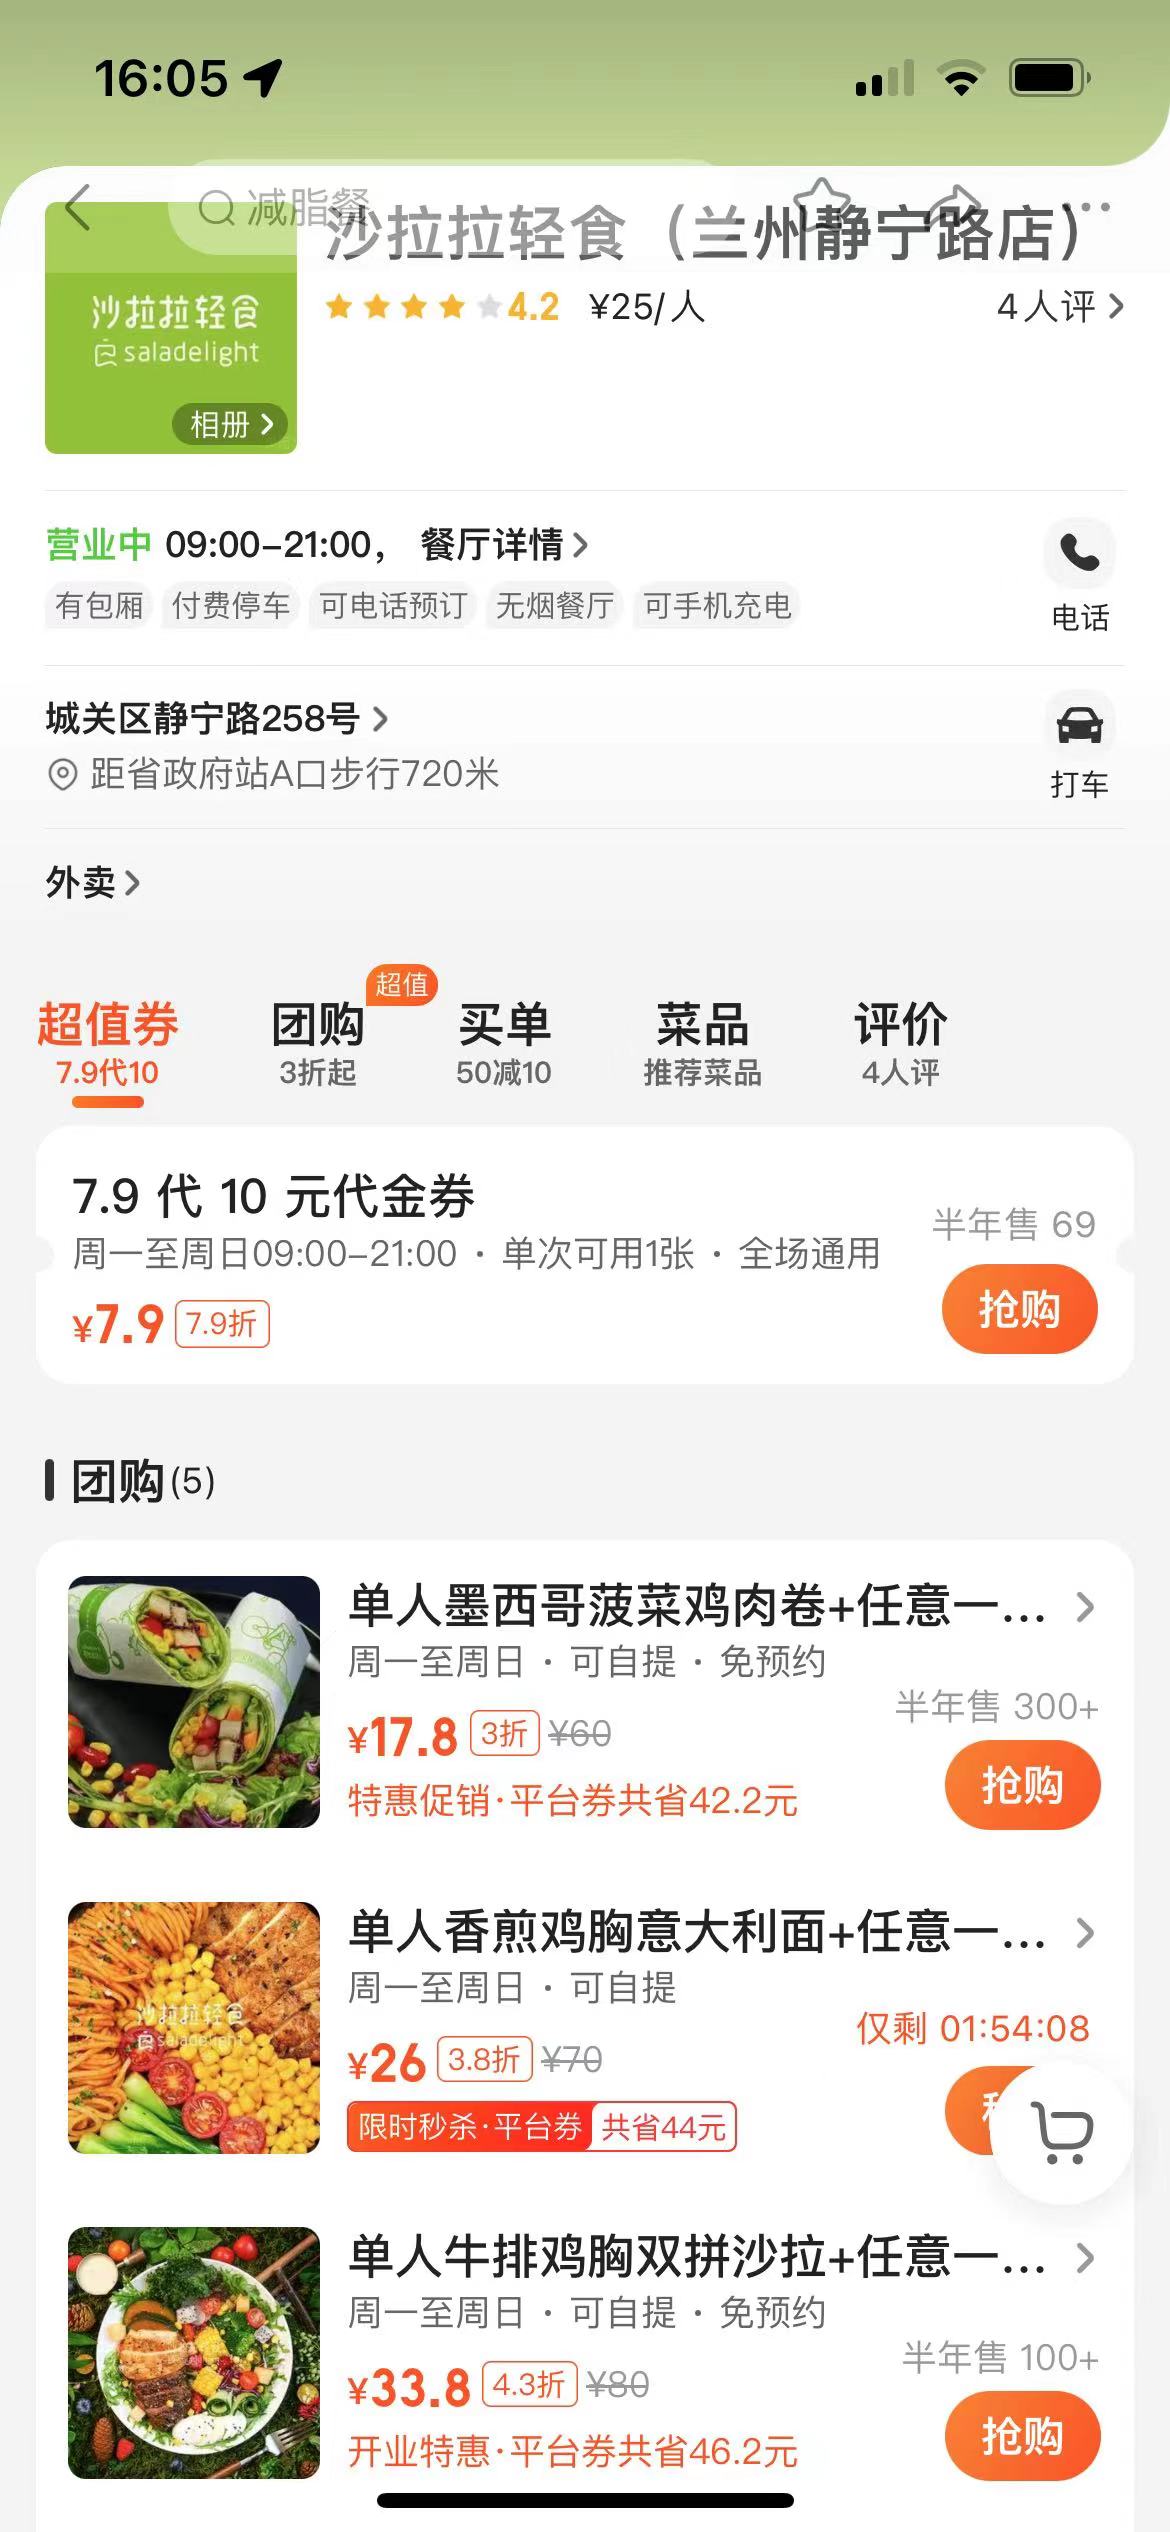 16:05
减脂餐
沙拉拉轻食（兰州静宁路店）
沙拉拉轻食
saladelight
相册
4.2 ¥25/人 4人评
营业中 09:00-21:00， 餐厅详情
有包厢 付费停车 可电话预订 无烟餐厅 可手机充电
电话
城关区静宁路258号
距省政府站A口步行720米
打车
外卖
超值
超值券 团购 买单 菜品 评价
7.9代10 3折起 50减10 推荐菜品 4人评
7.9 代 10 元代金券
周一至周日09:00-21:00 · 单次可用1张 · 全场通用
半年售 69
¥7.9 7.9折
抢购
团购(5)
单人墨西哥菠菜鸡肉卷+任意一...
周一至周日 · 可自提 · 免预约
半年售 300+
¥17.8 3折 ¥60
抢购
特惠促销·平台券共省42.2元
单人香煎鸡胸意大利面+任意一...
周一至周日 · 可自提
仅剩 01:54:08
¥26 3.8折 ¥70
限时秒杀·平台券 共省44元
沙拉拉轻食
saladelight
单人牛排鸡胸双拼沙拉+任意一...
周一至周日 · 可自提 · 免预约
半年售 100+
¥33.8 4.3折 ¥80
抢购
开业特惠·平台券共省46.2元